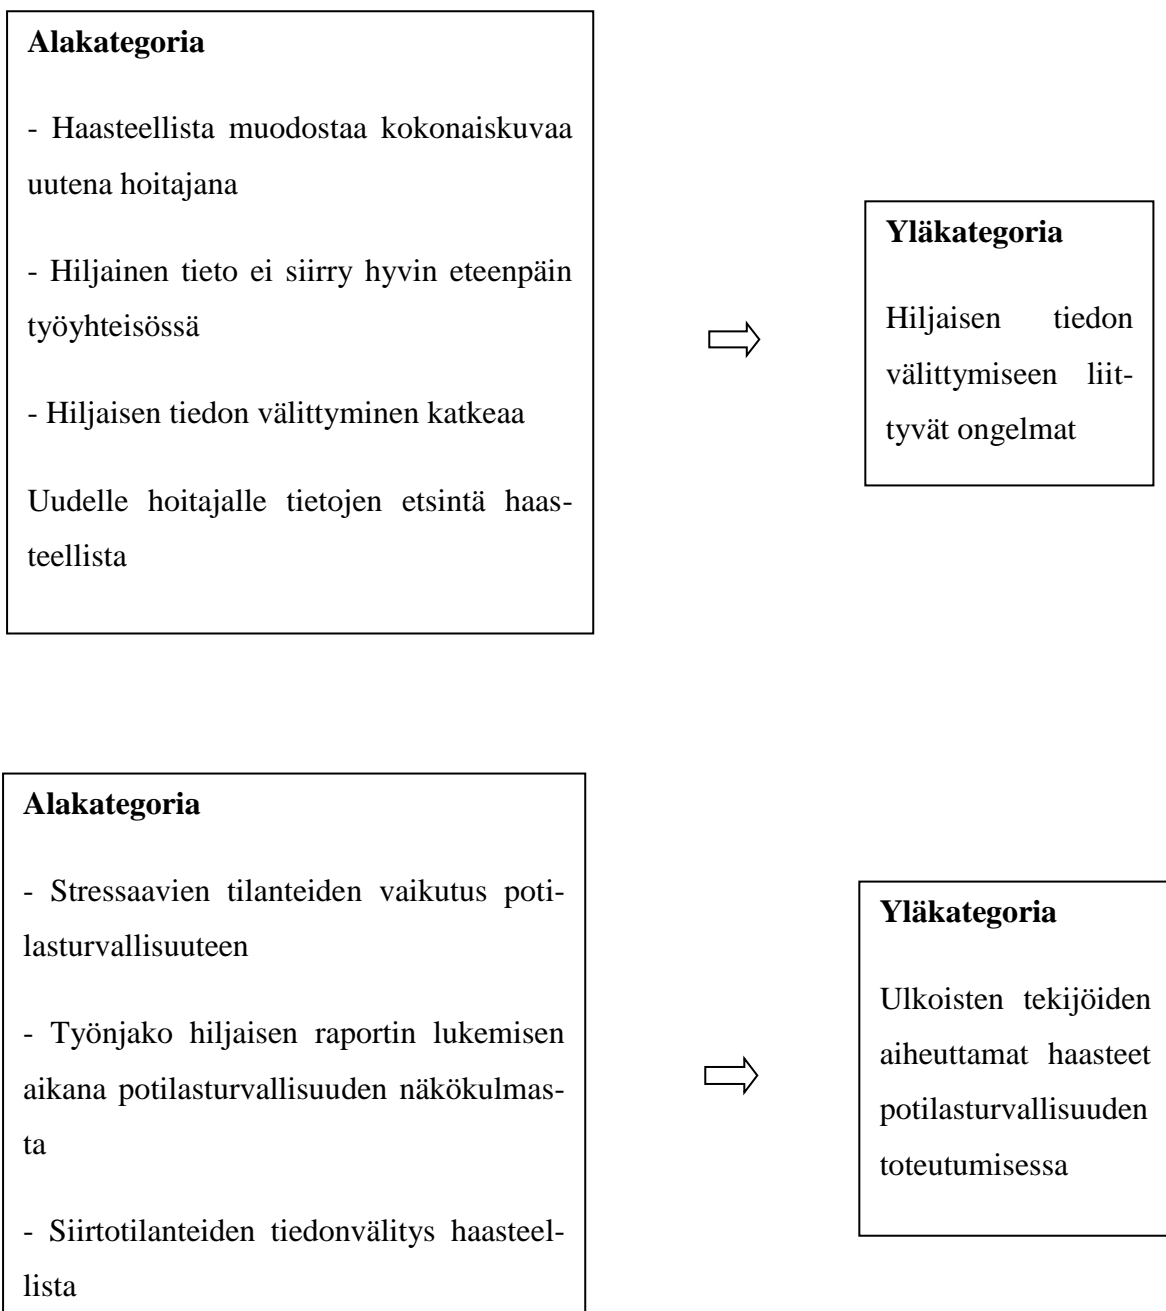 Alakategoria
- Haasteellista muodostaa kokonaiskuvaa
uutena hoitajana
- Hiljainen tieto ei siirry hyvin eteenpäin
työyhteisössä
- Hiljaisen tiedon välittyminen katkeaa
Uudelle hoitajalle tietojen etsintä haas-
teellista
Yläkategoria
Hiljaisen tiedon
välittymiseen liit-
tyvät ongelmat
Alakategoria
- Stressaavien tilanteiden vaikutus poti-
lasturvallisuuteen
- Työnjako hiljaisen raportin lukemisen
aikana potilasturvallisuuden näkökulmas-
ta
- Siirtotilanteiden tiedonvälitys haasteel-
lista
Yläkategoria
Ulkoisten tekijöiden
aiheuttamat haasteet
potilasturvallisuuden
toteutumisessa